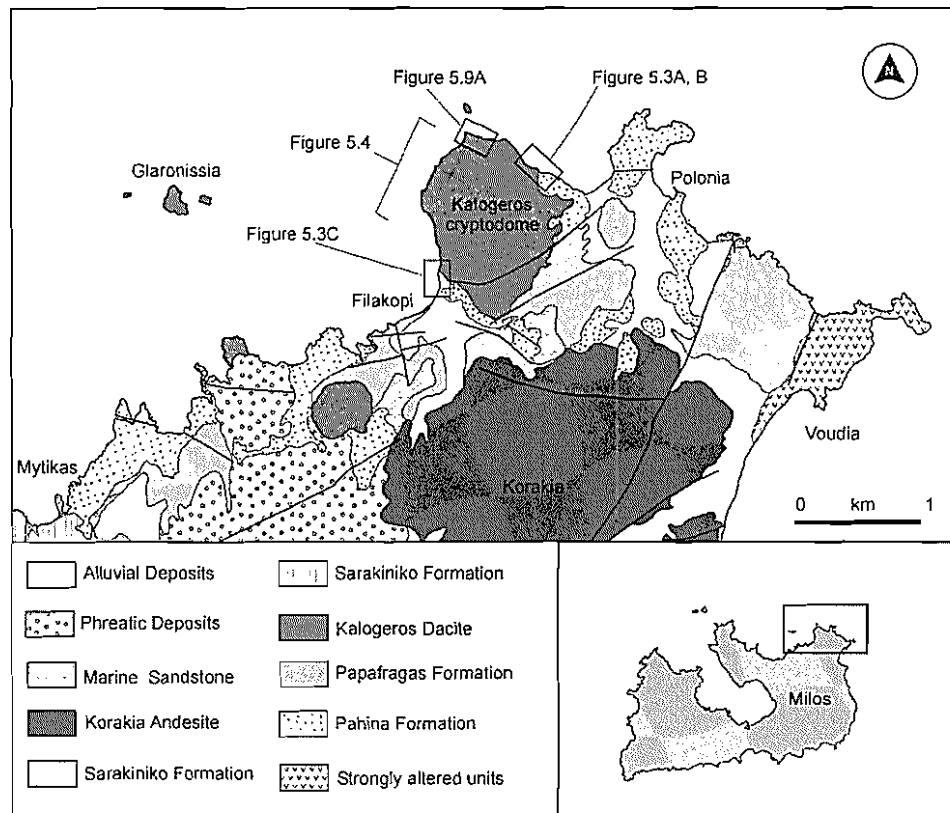 Figure 5.9A
Figure 5.3A, B
N
Figure 5.4
Glaronissia
Polonia
Kalogeros
cryptodome
Figure 5.3C
Filakopi
Mytikas
Voudia
Korakia
0 km 1
Alluvial Deposits
Phreatic Deposits
Marine Sandstone
Korakia Andesite
Sarakiniko Formation
Sarakiniko Formation
Kalogeros Dacite
Papafragas Formation
Pahina Formation
Strongly altered units
Milos